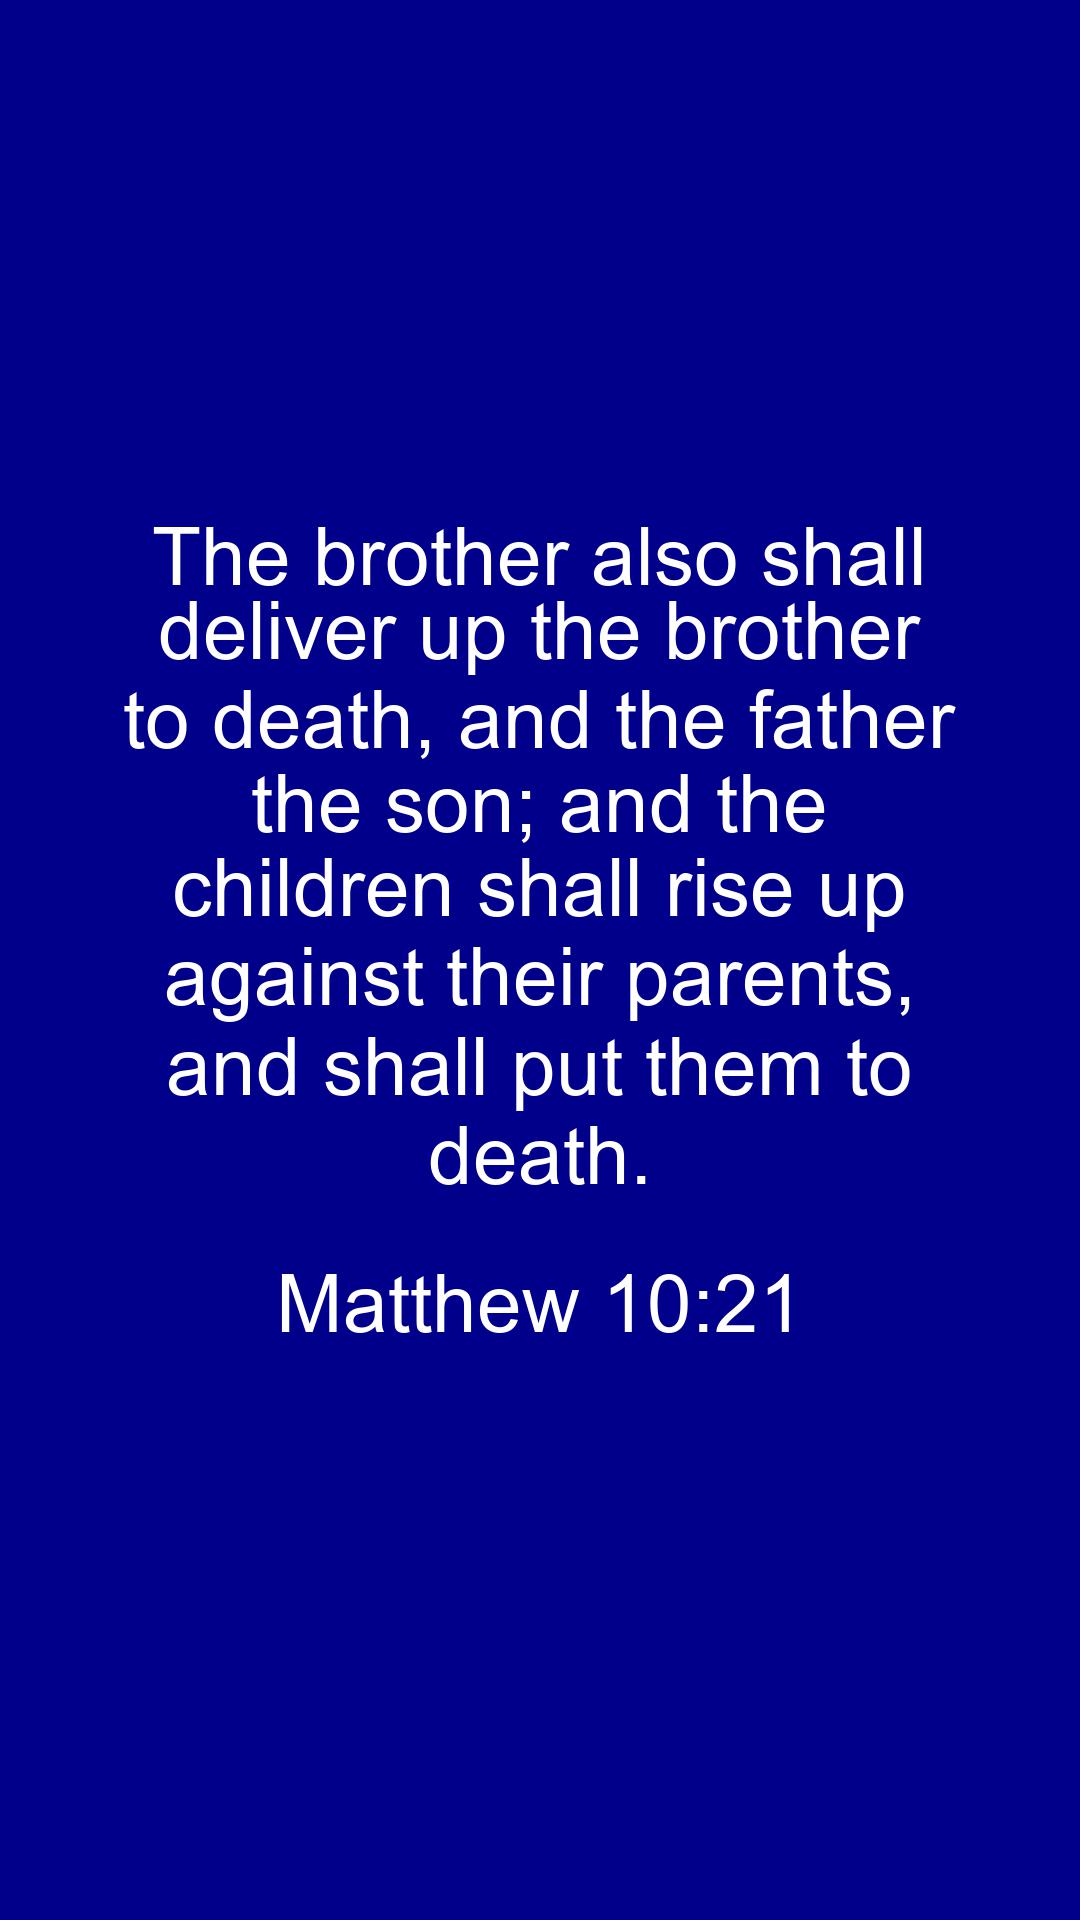 The brother also shall
deliver up the brother
to death, and the father
the son; and the
children shall rise up
against their parents,
and shall put them to
death.
Matthew 10:21